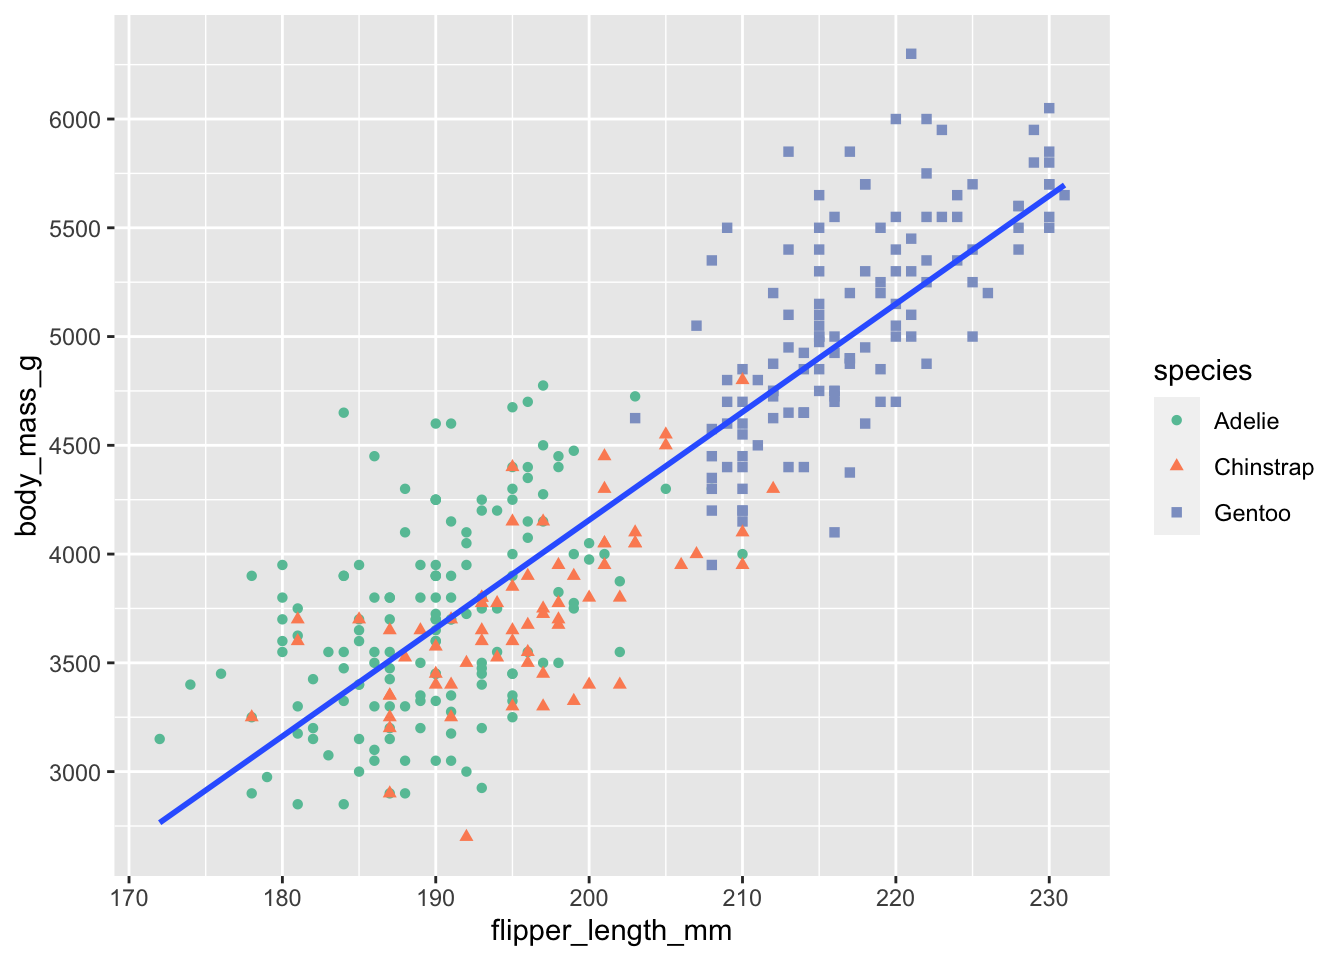 6000
5500
5000
4500
4000
3500
3000
body_mass_g
170 180 190 200 210 220 230
flipper_length_mm
species
Adelie
Chinstrap
Gentoo